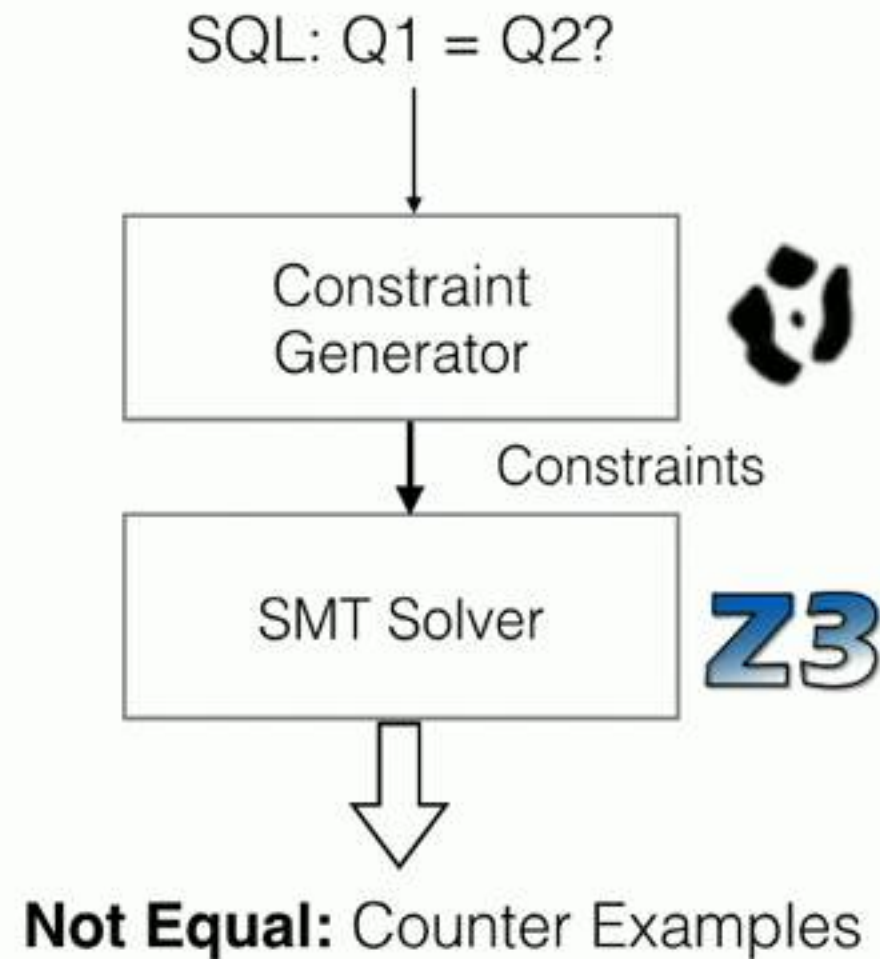 SQL: Q1 = Q2?
Constraint
Generator
Constraints
SMT Solver
Z3
Not Equal: Counter Examples